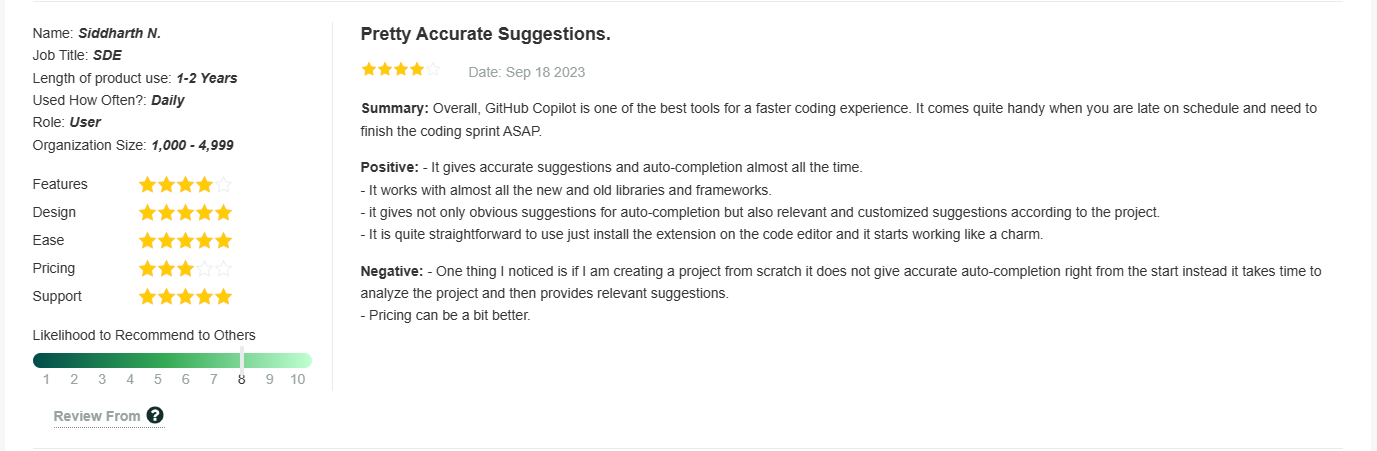 Name: Siddharth N.
Job Title: SDE
Length of product use: 1-2 Years
Used How Often?: Daily
Role: User
Organization Size: 1,000 - 4,999
Features
Design
Ease
Pricing
Support
Likelihood to Recommend to Others
1 2 3 4 5 6 7 8 9 10
Review From ?
Pretty Accurate Suggestions.
Date: Sep 18 2023
Summary: Overall, GitHub Copilot is one of the best tools for a faster coding experience. It comes quite handy when you are late on schedule and need to
finish the coding sprint ASAP.
Positive: - It gives accurate suggestions and auto-completion almost all the time.
- It works with almost all the new and old libraries and frameworks.
- it gives not only obvious suggestions for auto-completion but also relevant and customized suggestions according to the project.
- It is quite straightforward to use just install the extension on the code editor and it starts working like a charm.
Negative: - One thing I noticed is if I am creating a project from scratch it does not give accurate auto-completion right from the start instead it takes time to
analyze the project and then provides relevant suggestions.
- Pricing can be a bit better.